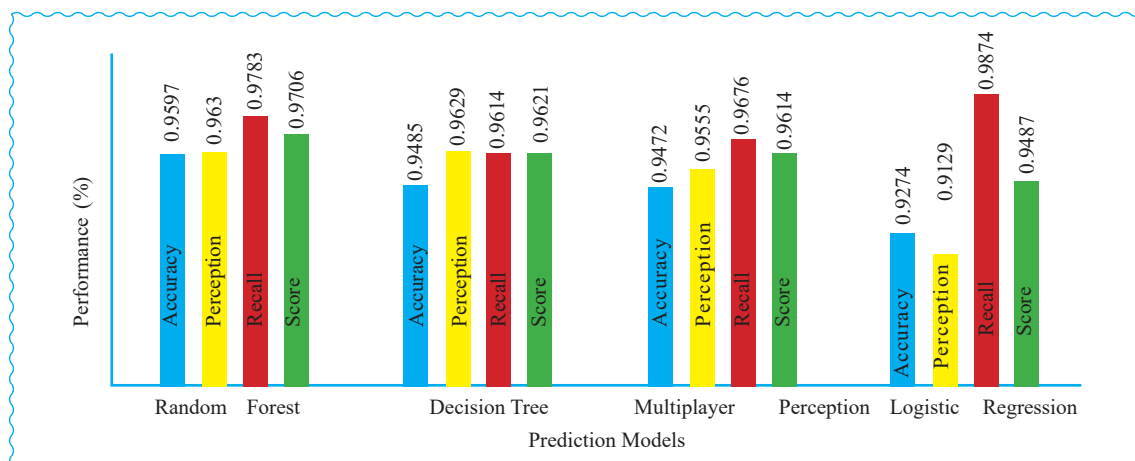 Performance (%)
0.9597
0.963
0.9783
0.9706
Accuracy
Perception
Recall
Score
0.9485
0.9629
0.9614
0.9621
Accuracy
Perception
Recall
Score
0.9472
0.9555
0.9676
0.9614
Accuracy
Perception
Recall
Score
0.9274
0.9129
0.9874
0.9487
Accuracy
Perception
Recall
Score
Random Forest Decision Tree Multiplayer Perception Logistic Regression
Prediction Models